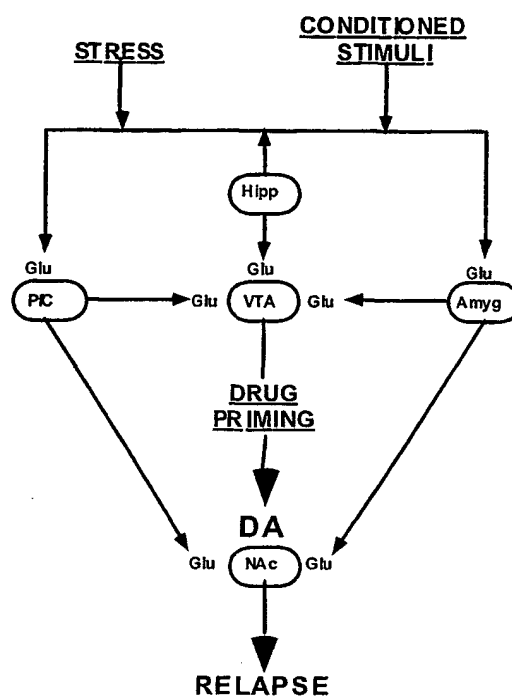 STRESS
CONDITIONED
STIMULI
Hipp
Glu
Glu
Glu
PfC
Glu
VTA
Glu
Amyg
DRUG
PRIMING
DA
Glu
NAc
Glu
RELAPSE